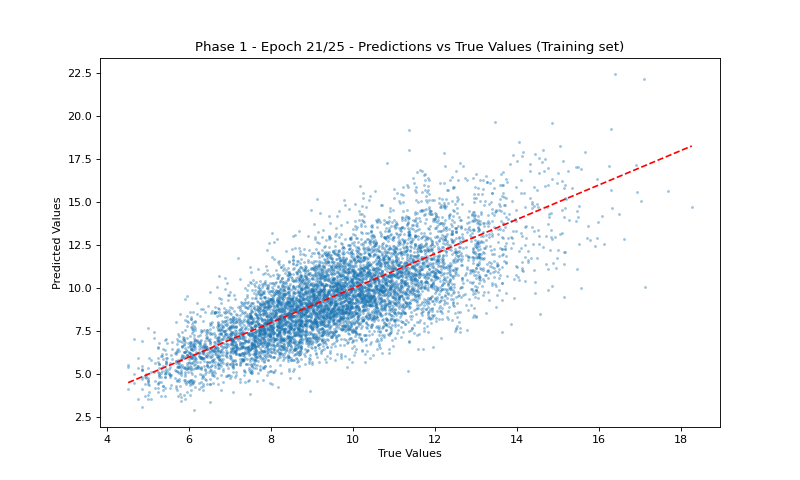 Phase 1 - Epoch 21/25 - Predictions vs True Values (Training set)
22.5
20.0
17.5
15.0
12.5
10.0
7.5
5.0
2.5
Predicted Values
4 6 8 10 12 14 16 18
True Values